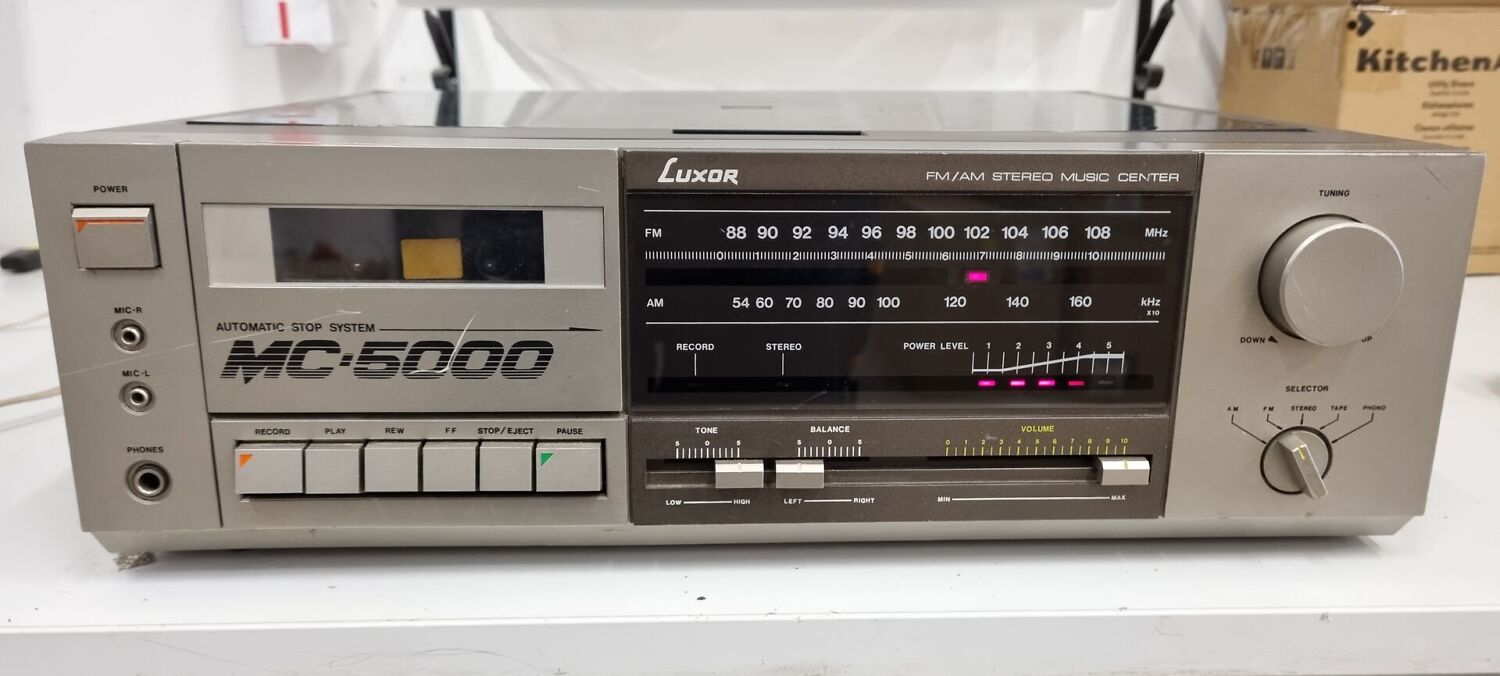 KitchenA
Utility Shears
POWER
MIC-R
MIC-L
PHONES
AUTOMATIC STOP SYSTEM
MC-5000
RECORD PLAY REW FF STOP/EJECT PAUSE
LUXOR
FM/AM STEREO MUSIC CENTER
FM 88 90 92 94 96 98 100 102 104 106 108 MHz
0 1 2 3 4 5 6 7 8 9 10
AM 54 60 70 80 90 100 120 140 160 kHz
X10
RECORD STEREO POWER LEVEL 1 2 3 4 5
TONE BALANCE VOLUME
5 0 5 5 0 5 0 1 2 3 4 5 6 7 8 9 10
LOW HIGH LEFT RIGHT MIN MAX
TUNING
DOWN UP
SELECTOR
AM FM STEREO TAPE PHONO